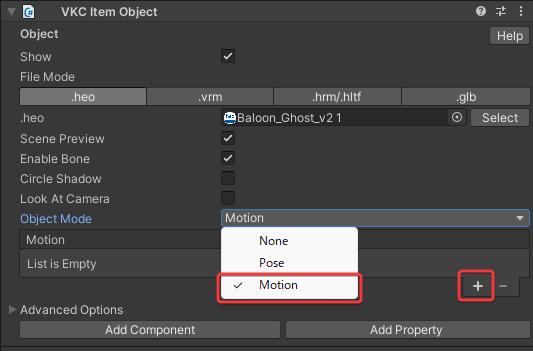 VKC Item Object
Object
Help
Show
File Mode
.heo
.vrm
.hrm/.hltf
.glb
.heo
Baloon_Ghost_v2 1
Select
Scene Preview
Enable Bone
Circle Shadow
Look At Camera
Object Mode
Motion
Motion
None
List is Empty
Pose
Motion
Advanced Options
Add Component
Add Property